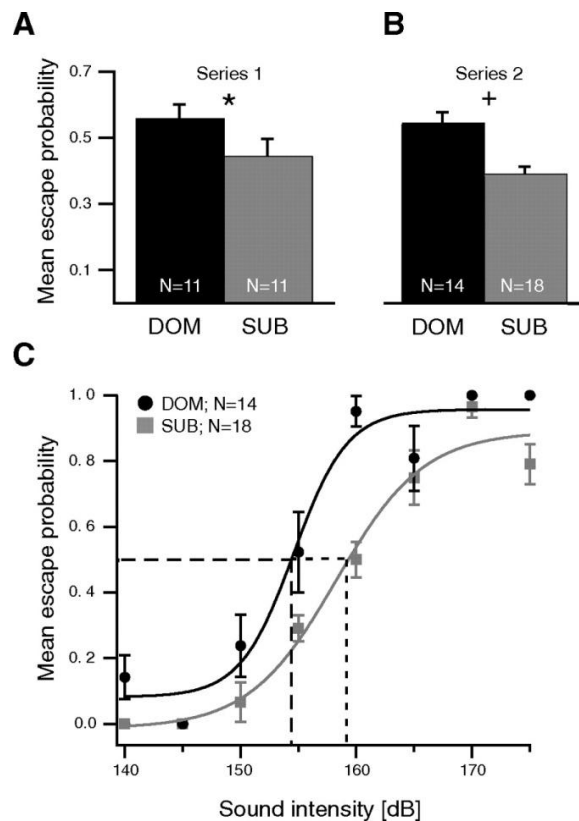 A
B
Series 1
Series 2
*
+
Mean escape probability
0.7
0.5
0.3
0.1
N=11
N=11
N=14
N=18
DOM
SUB
DOM
SUB
C
Mean escape probability
1.0
0.8
0.6
0.4
0.2
0.0
DOM; N=14
SUB; N=18
140
150
160
170
Sound intensity [dB]